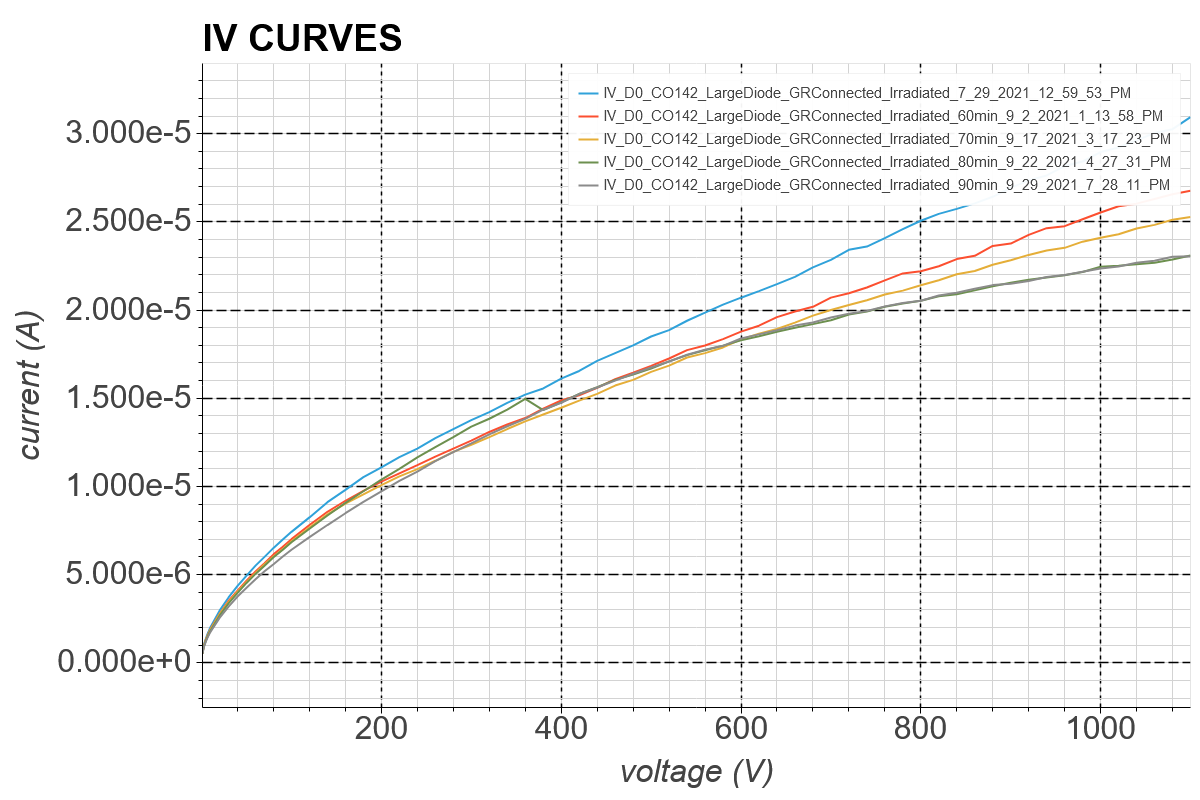 IV CURVES
IV_D0_CO142_LargeDiode_GRConnected_Irradiated_7_29_2021_12_59_53_PM
IV_D0_CO142_LargeDiode_GRConnected_Irradiated_60min_9_2_2021_1_13_58_PM
IV_D0_CO142_LargeDiode_GRConnected_Irradiated_70min_9_17_2021_3_17_23_PM
IV_D0_CO142_LargeDiode_GRConnected_Irradiated_80min_9_22_2021_4_27_31_PM
IV_D0_CO142_LargeDiode_GRConnected_Irradiated_90min_9_29_2021_7_28_11_PM
3.000e-5
2.500e-5
2.000e-5
1.500e-5
1.000e-5
5.000e-6
0.000e+0
current (A)
200 400 600 800 1000
voltage (V)